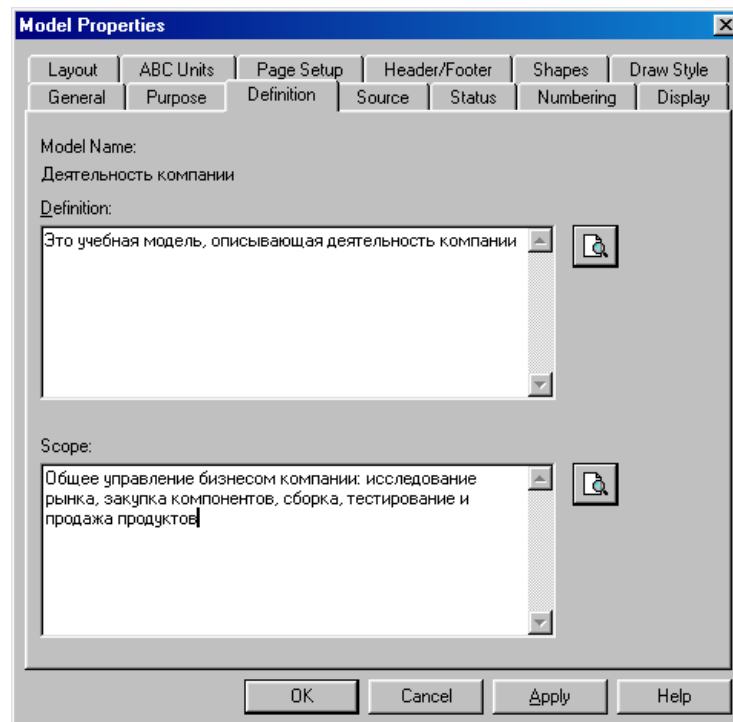 Model Properties
Layout ABC Units Page Setup Header/Footer Shapes Draw Style
General Purpose Definition Source Status Numbering Display
Model Name:
Деятельность компании
Definition:
Это учебная модель, описывающая деятельность компании
Scope:
Общее управление бизнесом компании: исследование
рынка, закупка компонентов, сборка, тестирование и
продажа продуктов
OK Cancel Apply Help